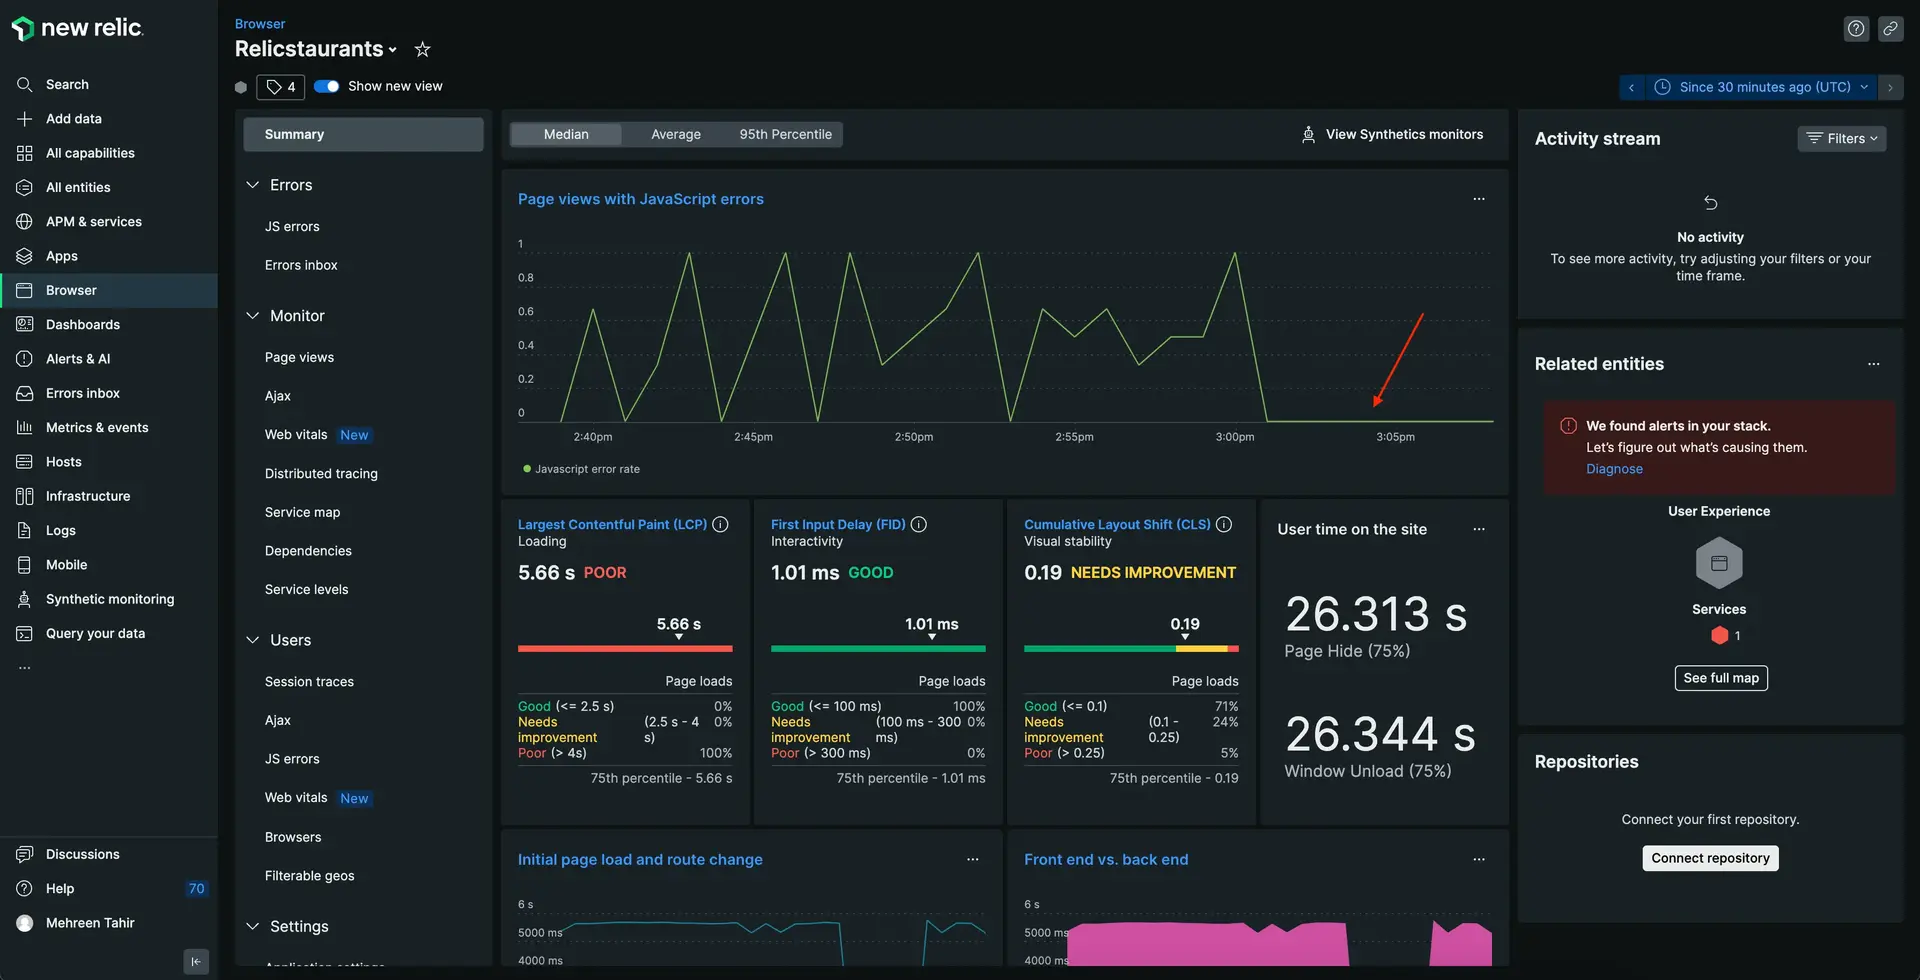 new relic.
Search
Add data
All capabilities
All entities
APM & services
Apps
Browser
Dashboards
Alerts & AI
Errors inbox
Metrics & events
Hosts
Infrastructure
Logs
Mobile
Synthetic monitoring
Query your data
...
Discussions
Help 70
Mehreen Tahir
Browser
Relicstaurants
4 Show new view
Since 30 minutes ago (UTC)
Summary
Errors
JS errors
Errors inbox
Monitor
Page views
Ajax
Web vitals New
Distributed tracing
Service map
Dependencies
Service levels
Users
Session traces
Ajax
JS errors
Web vitals New
Browsers
Filterable geos
Settings
Application settings
Median Average 95th Percentile
View Synthetics monitors
Page views with JavaScript errors
1
0.8
0.6
0.4
0.2
0
2:40pm 2:45pm 2:50pm 2:55pm 3:00pm 3:05pm
Javascript error rate
Largest Contentful Paint (LCP)
Loading
5.66 s POOR
5.66 s
Page loads
Good (<= 2.5 s) 0%
Needs improvement (2.5 s - 4 s) 0%
Poor (> 4s) 100%
75th percentile - 5.66 s
First Input Delay (FID)
Interactivity
1.01 ms GOOD
1.01 ms
Page loads
Good (<= 100 ms) 100%
Needs improvement (100 ms - 300 ms) 0%
Poor (> 300 ms) 0%
75th percentile - 1.01 ms
Cumulative Layout Shift (CLS)
Visual stability
0.19 NEEDS IMPROVEMENT
0.19
Page loads
Good (<= 0.1) 71%
Needs improvement (0.1 - 0.25) 24%
Poor (> 0.25) 5%
75th percentile - 0.19
User time on the site
26.313 s
Page Hide (75%)
26.344 s
Window Unload (75%)
Initial page load and route change
6 s
5000 ms
4000 ms
Front end vs. back end
6 s
5000 ms
4000 ms
Activity stream
Filters
No activity
To see more activity, try adjusting your filters or your
time frame.
Related entities
We found alerts in your stack.
Let's figure out what's causing them.
Diagnose
User Experience
Services
1
See full map
Repositories
Connect your first repository.
Connect repository